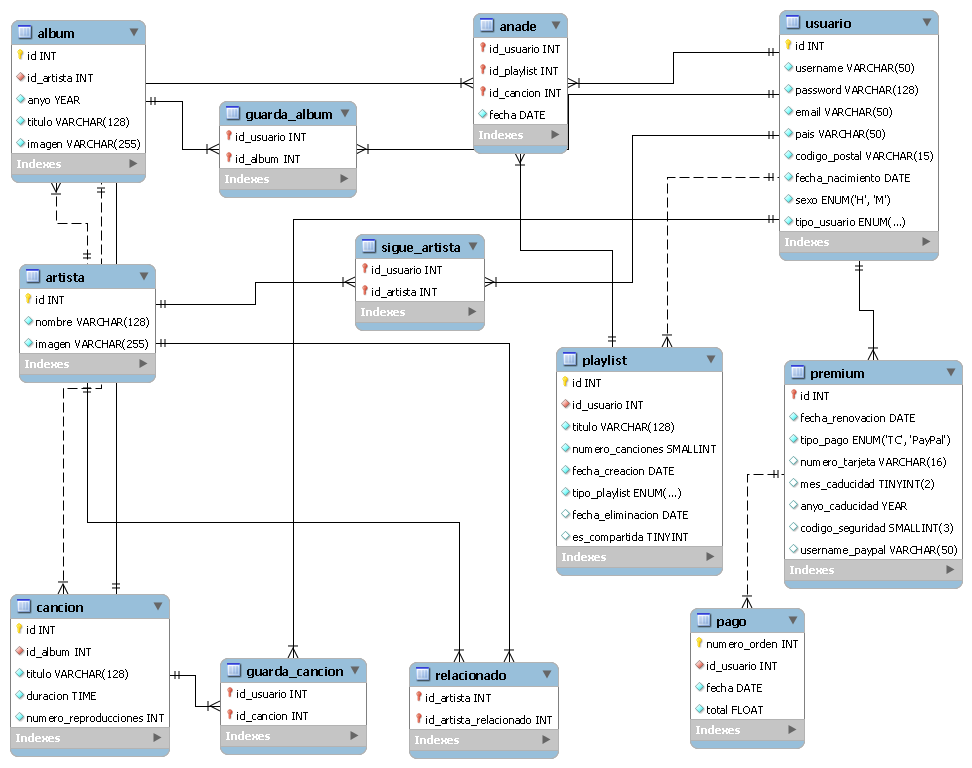 album
id INT
id_artista INT
anyo YEAR
titulo VARCHAR(128)
imagen VARCHAR(255)
Indexes
guarda_album
id_usuario INT
id_album INT
Indexes
anade
id_usuario INT
id_playlist INT
id_cancion INT
fecha DATE
Indexes
usuario
id INT
username VARCHAR(50)
password VARCHAR(128)
email VARCHAR(50)
pais VARCHAR(50)
codigo_postal VARCHAR(15)
fecha_nacimiento DATE
sexo ENUM('H', 'M')
tipo_usuario ENUM(...)
Indexes
artista
id INT
nombre VARCHAR(128)
imagen VARCHAR(255)
Indexes
sigue_artista
id_usuario INT
id_artista INT
Indexes
playlist
id INT
id_usuario INT
titulo VARCHAR(128)
numero_canciones SMALLINT
fecha_creacion DATE
tipo_playlist ENUM(...)
fecha_eliminacion DATE
es_compartida TINYINT
Indexes
premium
id INT
fecha_renovacion DATE
tipo_pago ENUM('TC', 'PayPal')
numero_tarjeta VARCHAR(16)
mes_caducidad TINYINT(2)
anyo_caducidad YEAR
codigo_seguridad SMALLINT(3)
username_paypal VARCHAR(50)
Indexes
cancion
id INT
id_album INT
titulo VARCHAR(128)
duracion TIME
numero_reproducciones INT
Indexes
guarda_cancion
id_usuario INT
id_cancion INT
Indexes
relacionado
id_artista INT
id_artista_relacionado INT
Indexes
pago
numero_orden INT
id_usuario INT
fecha DATE
total FLOAT
Indexes